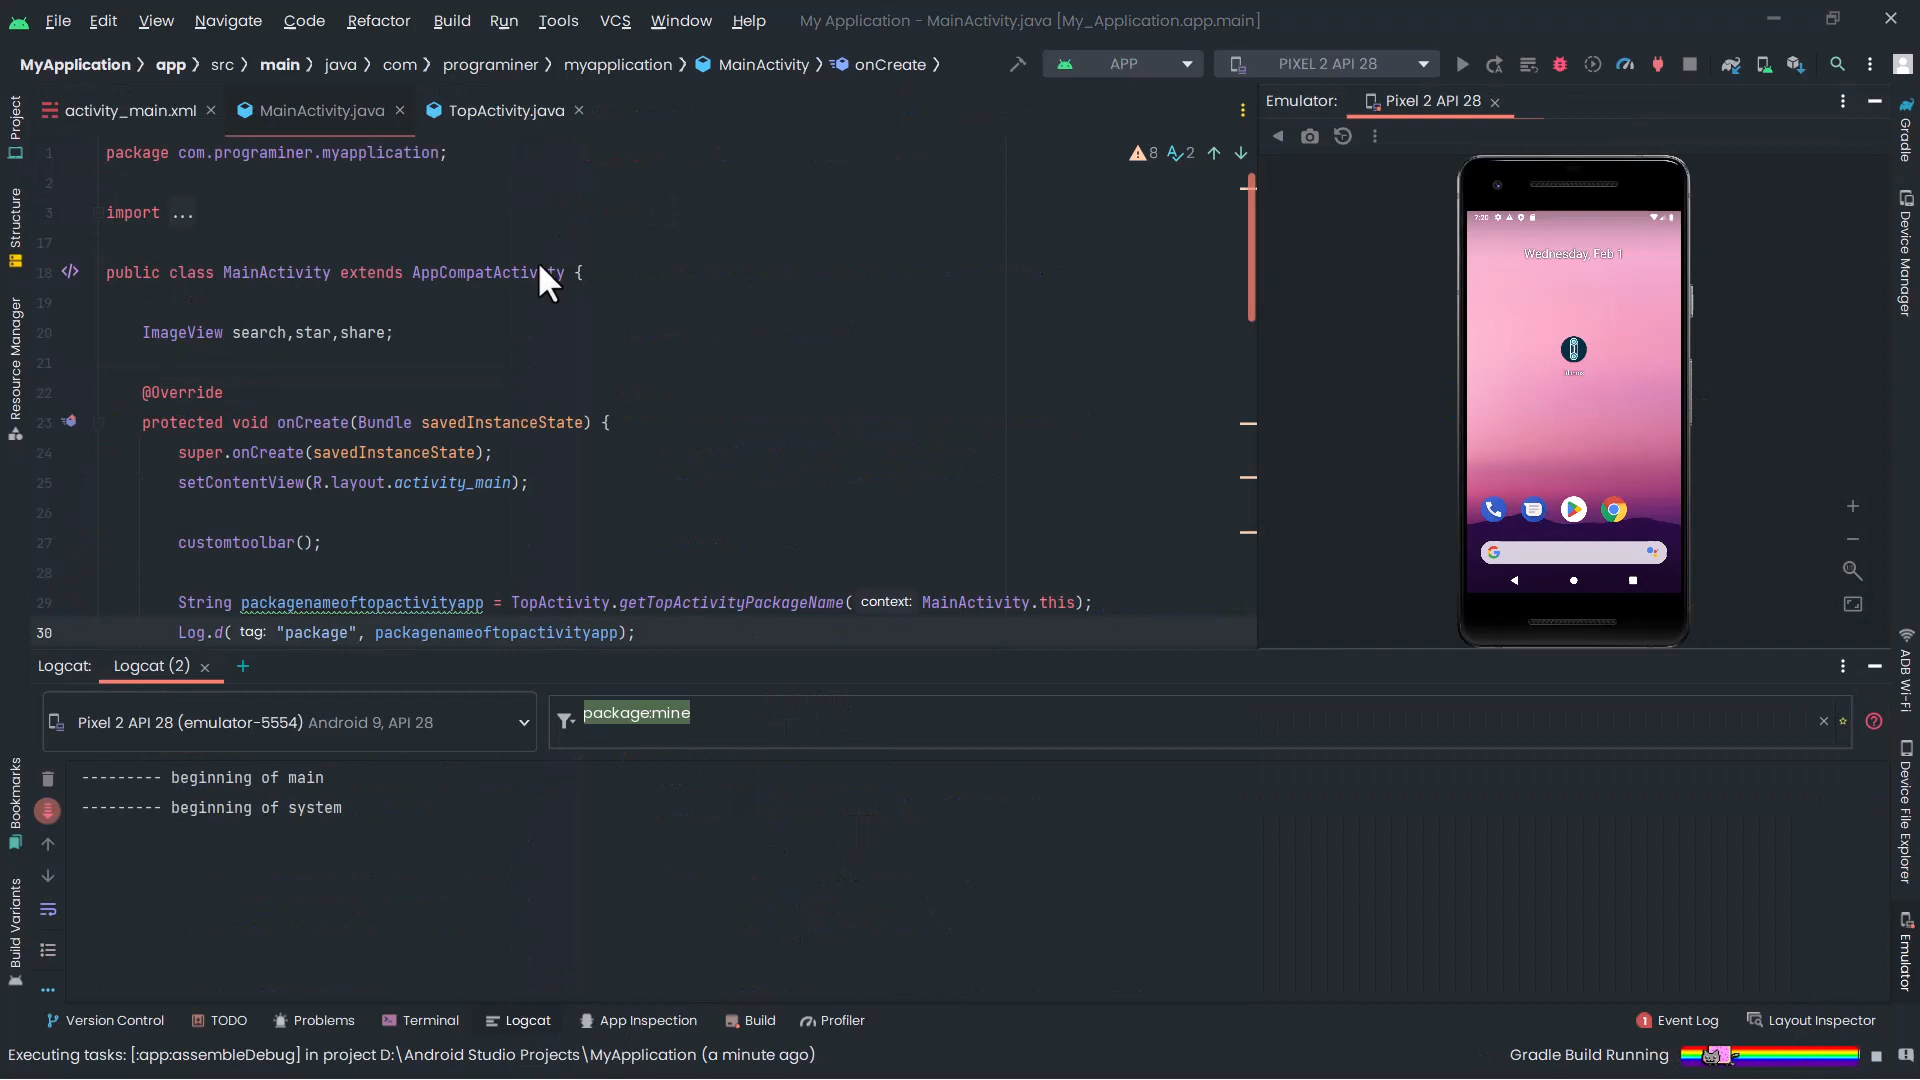 File Edit View Navigate Code Refactor Build Run Tools VCS Window Help My Application - MainActivity.java [My_Application.app.main]
MyApplication app src main java com programiner myapplication MainActivity onCreate APP PIXEL 2 API 28
activity_main.xml MainActivity.java TopActivity.java
Emulator: Pixel 2 API 28
8 2
1 package com.programiner.myapplication;
2
3 import ...
17
18 public class MainActivity extends AppCompatActivity {
19
20 ImageView search,star,share;
21
22 @Override
23 protected void onCreate(Bundle savedInstanceState) {
24 super.onCreate(savedInstanceState);
25 setContentView(R.layout.activity_main);
26
27 customtoolbar();
28
29 String packagenameoftopactivityapp = TopActivity.getTopActivityPackageName( context: MainActivity.this);
30 Log.d( tag: "package", packagenameoftopactivityapp);
7:20
Wednesday, Feb 1
Logcat: Logcat (2)
Pixel 2 API 28 (emulator-5554) Android 9, API 28
package:mine
--------- beginning of main
--------- beginning of system
Project
Structure
Resource Manager
Bookmarks
Build Variants
Gradle
Device Manager
ADB Wi-Fi
Device File Explorer
Emulator
Version Control TODO Problems Terminal Logcat App Inspection Build Profiler
1 Event Log Layout Inspector
Executing tasks: [:app:assembleDebug] in project D:\Android Studio Projects\MyApplication (a minute ago)
Gradle Build Running